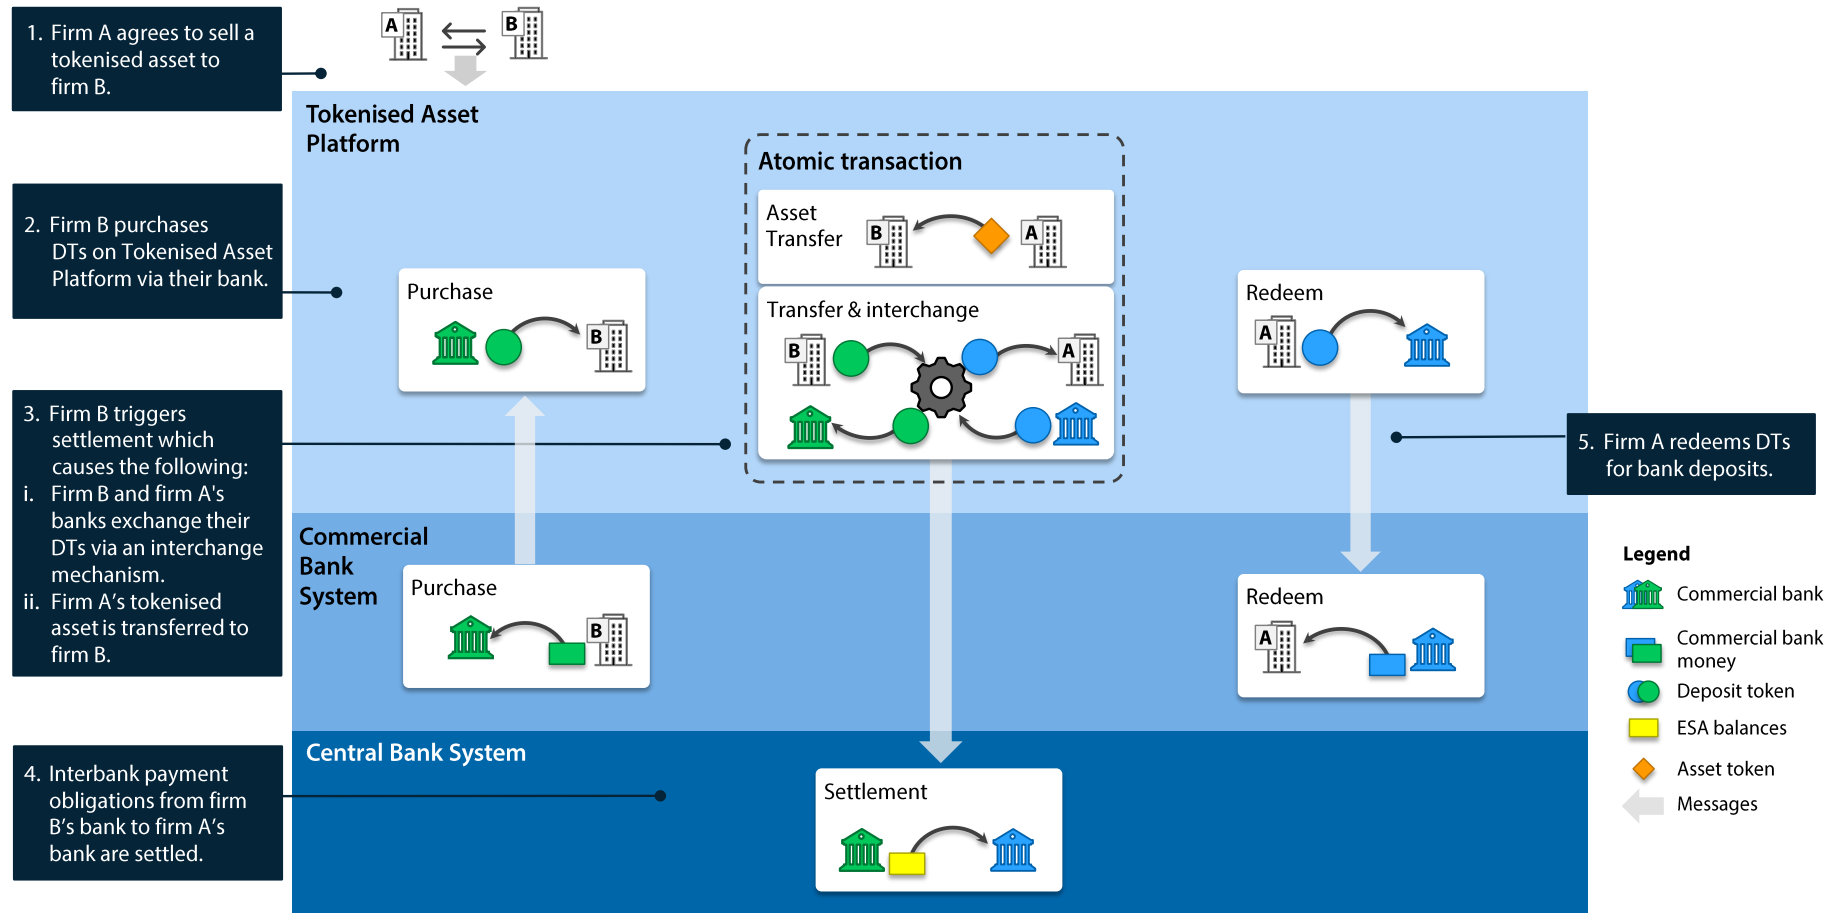 1. Firm A agrees to sell a
tokenised asset to
firm B.
A
B
Tokenised Asset
Platform
2. Firm B purchases
DTs on Tokenised Asset
Platform via their bank.
Purchase
B
Atomic transaction
Asset
Transfer
B
A
Transfer & interchange
B
A
Redeem
A
3. Firm B triggers
settlement which
causes the following:
i. Firm B and firm A's
banks exchange their
DTs via an interchange
mechanism.
ii. Firm A’s tokenised
asset is transferred to
firm B.
5. Firm A redeems DTs
for bank deposits.
Commercial
Bank
System
Purchase
B
Redeem
A
Central Bank System
4. Interbank payment
obligations from firm
B’s bank to firm A’s
bank are settled.
Settlement
Legend
Commercial bank
Commercial bank
money
Deposit token
ESA balances
Asset token
Messages